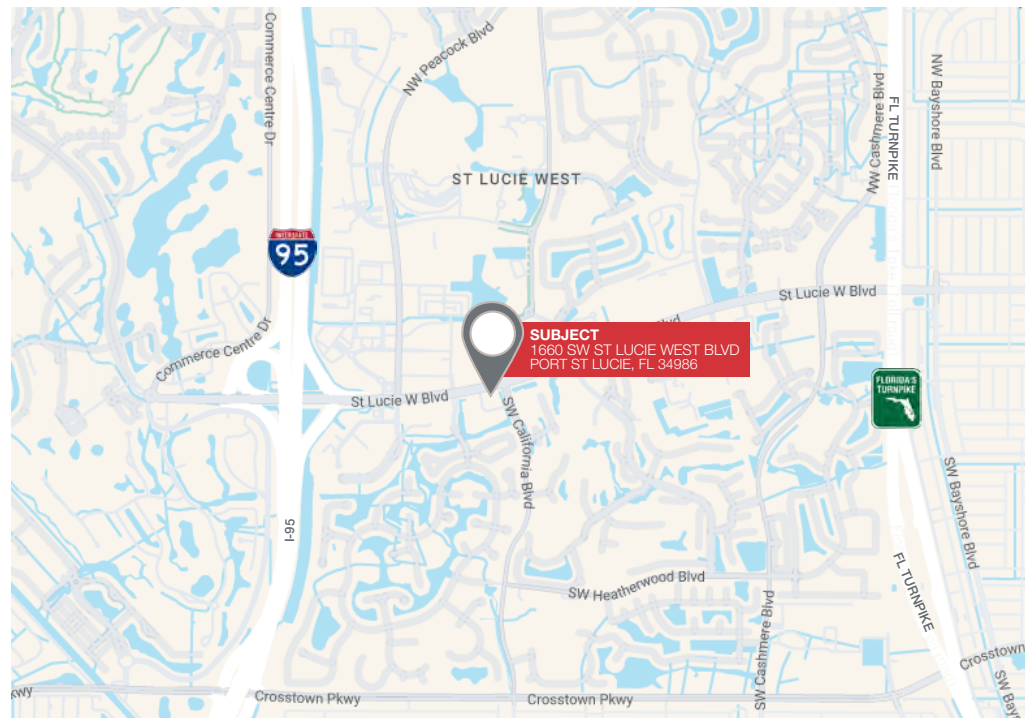 Commerce Centre Dr
NW Peacock Blvd
NW Cashmere Blvd
FL TURNPIKE
NW Bayshore Blvd
ST LUCIE WEST
INTERSTATE
95
St Lucie W Blvd
Blvd
SUBJECT
1660 SW ST LUCIE WEST BLVD
PORT ST LUCIE, FL 34986
Commerce Centre Dr
St Lucie W Blvd
FLORIDA'S
TURNPIKE
SW California Blvd
SW Bayshore Blvd
I-95
SW Heatherwood Blvd
FL TURNPIKE
SW Cashmere Blvd
Crosstown
Crosstown Pkwy
Crosstown Pkwy
SW Bay